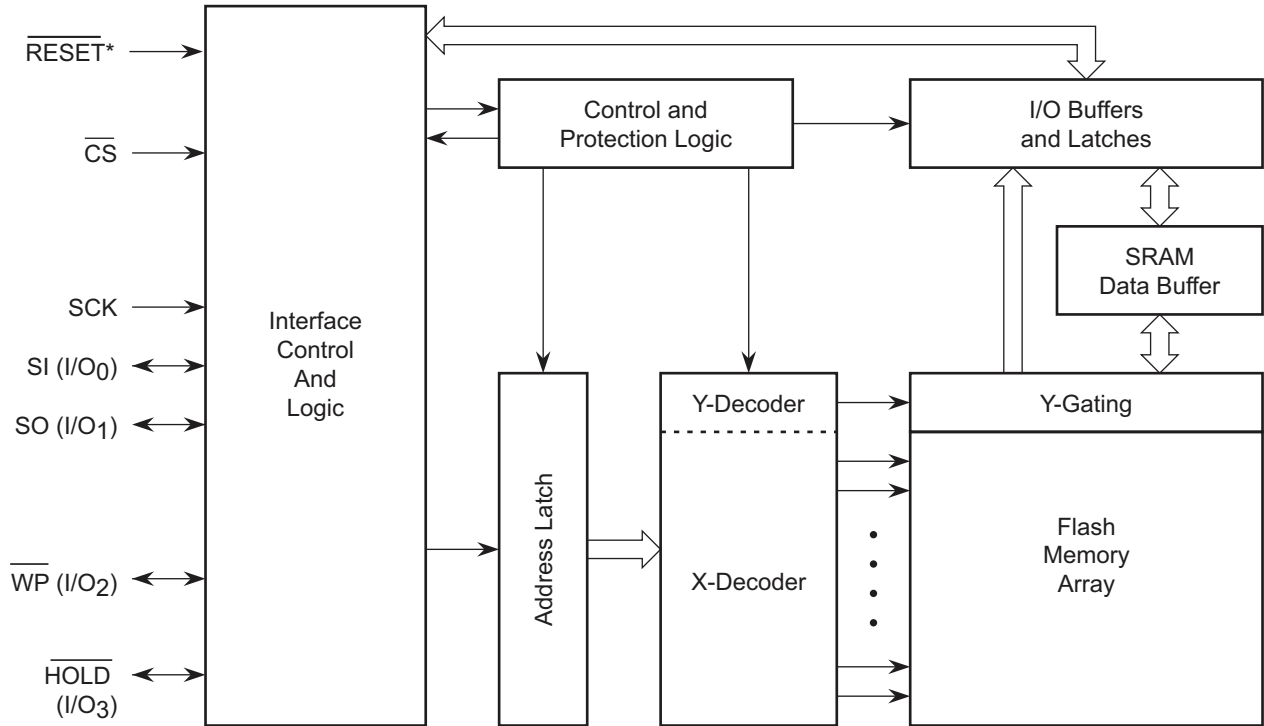 RESET*
CS
SCK
SI (I/O0)
SO (I/O1)
WP (I/O2)
HOLD
(I/O3)
Interface
Control
And
Logic
Control and
Protection Logic
I/O Buffers
and Latches
SRAM
Data Buffer
Address Latch
Y-Decoder
X-Decoder
Y-Gating
Flash
Memory
Array